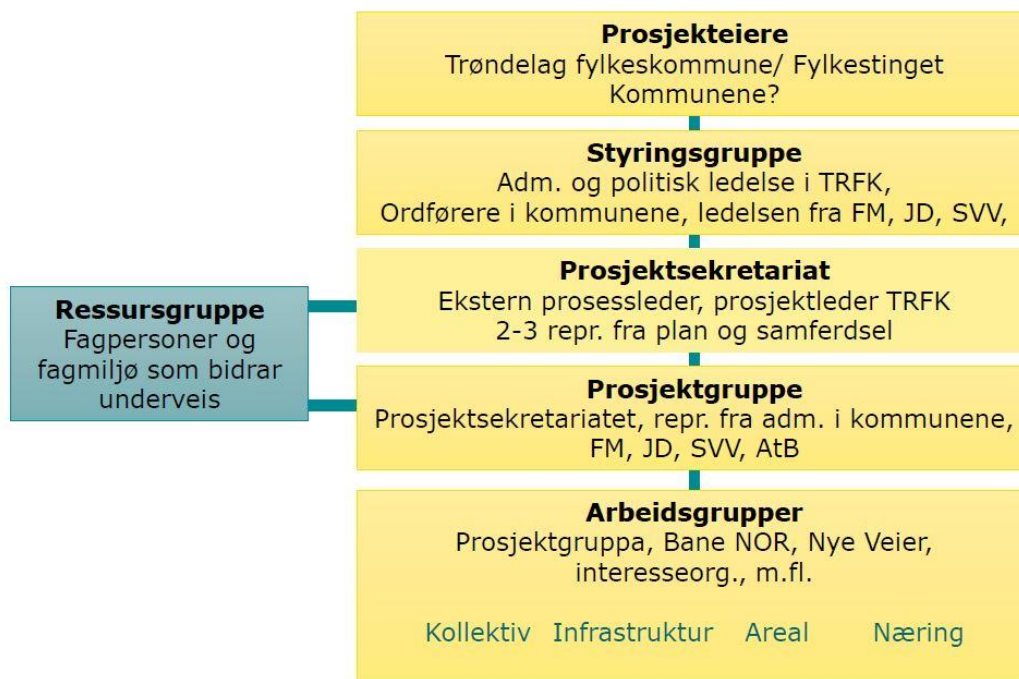 Prosjekteiere
Trøndelag fylkeskommune/ Fylkestinget
Kommunene?
Styringsgruppe
Adm. og politisk ledelse i TRFK,
Ordførere i kommunene, ledelsen fra FM, JD, SVV,
Prosjektsekretariat
Ekstern prosessleder, prosjektleder TRFK
2-3 repr. fra plan og samferdsel
Ressursgruppe
Fagpersoner og
fagmiljø som bidrar
underveis
Prosjektgruppe
Prosjektsekretariatet, repr. fra adm. i kommunene,
FM, JD, SVV, AtB
Arbeidsgrupper
Prosjektgruppa, Bane NOR, Nye Veier,
interesseorg., m.fl.
Kollektiv Infrastruktur Areal Næring